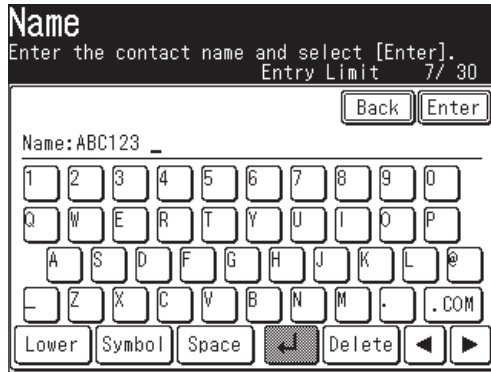 Name
Enter the contact name and select [Enter].
Entry Limit 7/ 30
Back Enter
Name:ABC123 _
1 2 3 4 5 6 7 8 9 0
Q W E R T Y U I O P
A S D F G H J K L @
_ Z X C V B N M . .COM
Lower Symbol Space ↵ Delete ◀ ▶